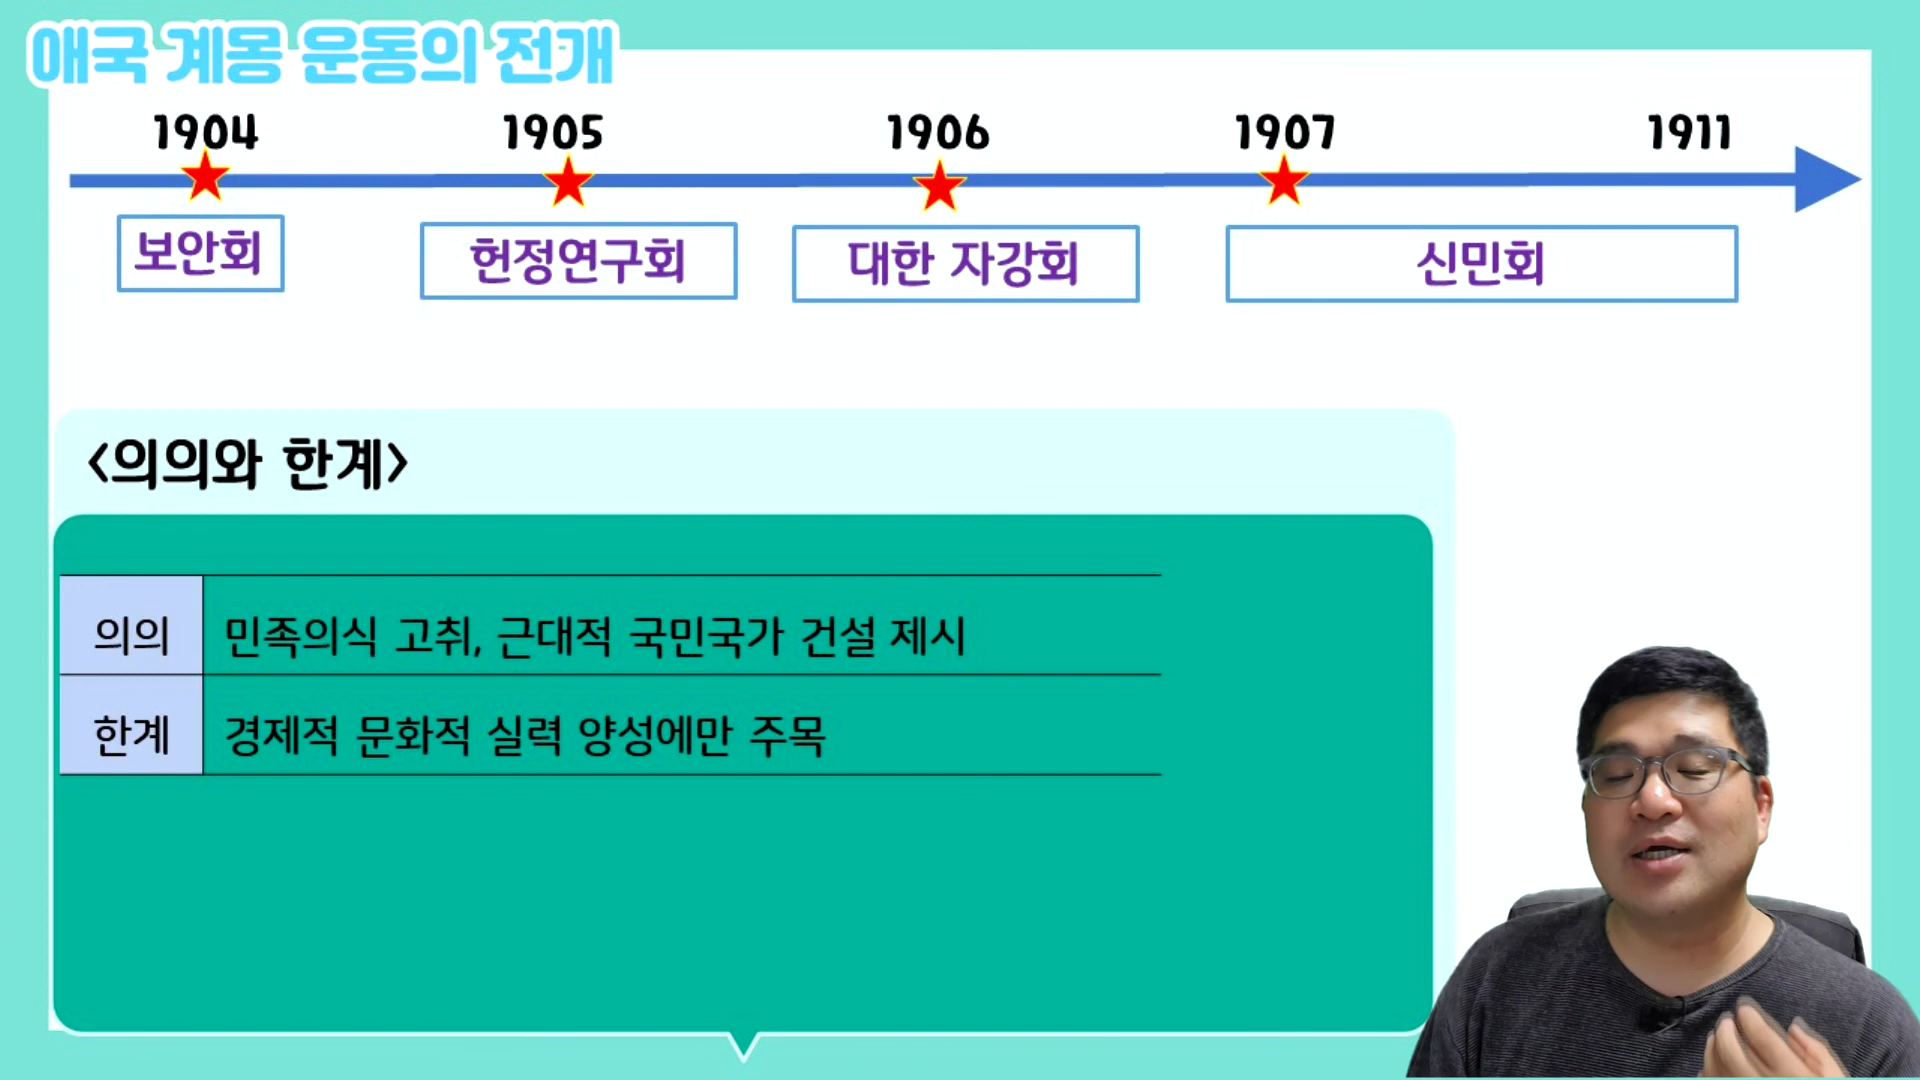 애국 계몽 운동의 전개
1904 1905 1906 1907 1911
보안회 헌정연구회 대한 자강회 신민회
<의의와 한계>
의의 민족의식 고취, 근대적 국민국가 건설 제시
한계 경제적 문화적 실력 양성에만 주목